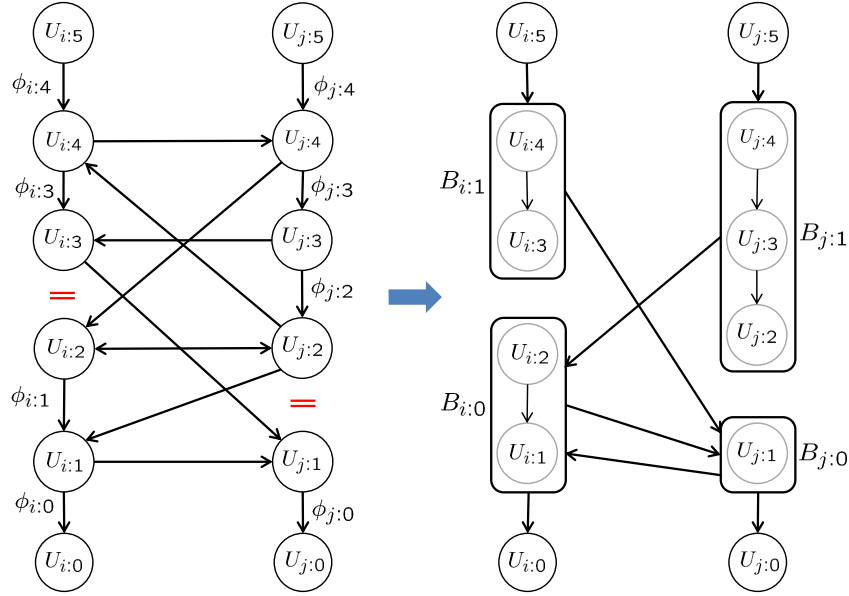 U_{i:5} U_{j:5} U_{i:5} U_{j:5}
ϕ_{i:4} ϕ_{j:4}
U_{i:4} U_{j:4} U_{i:4} U_{j:4}
ϕ_{i:3} ϕ_{j:3} B_{i:1}
U_{i:3} U_{j:3} U_{i:3} U_{j:3} B_{j:1}
= ϕ_{j:2}
U_{i:2} U_{j:2} U_{i:2} U_{j:2}
ϕ_{i:1} = B_{i:0}
U_{i:1} U_{j:1} U_{i:1} U_{j:1} B_{j:0}
ϕ_{i:0} ϕ_{j:0}
U_{i:0} U_{j:0} U_{i:0} U_{j:0}